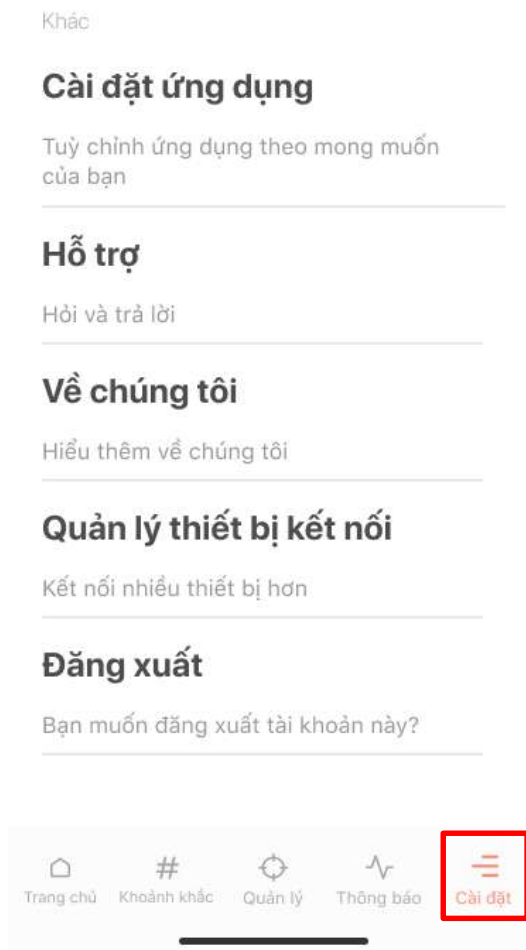 Khác
Cài đặt ứng dụng
Tuỳ chỉnh ứng dụng theo mong muốn
của bạn
Hỗ trợ
Hỏi và trả lời
Về chúng tôi
Hiểu thêm về chúng tôi
Quản lý thiết bị kết nối
Kết nối nhiều thiết bị hơn
Đăng xuất
Bạn muốn đăng xuất tài khoản này?
Trang chủ Khoảnh khắc Quản lý Thông báo Cài đặt